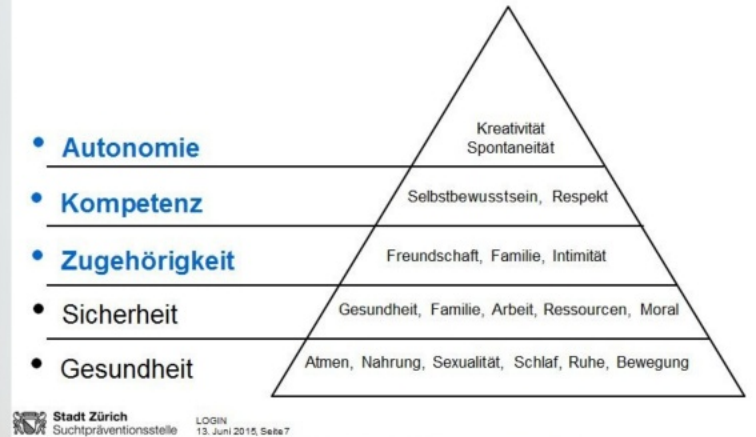 Kreativität
Spontaneität
• Autonomie
• Kompetenz
Selbstbewusstsein, Respekt
• Zugehörigkeit
Freundschaft, Familie, Intimität
• Sicherheit
Gesundheit, Familie, Arbeit, Ressourcen, Moral
• Gesundheit
Atmen, Nahrung, Sexualität, Schlaf, Ruhe, Bewegung
Stadt Zürich
Suchtpräventionsstelle
LOGIN
13. Juni 2015, Seite 7